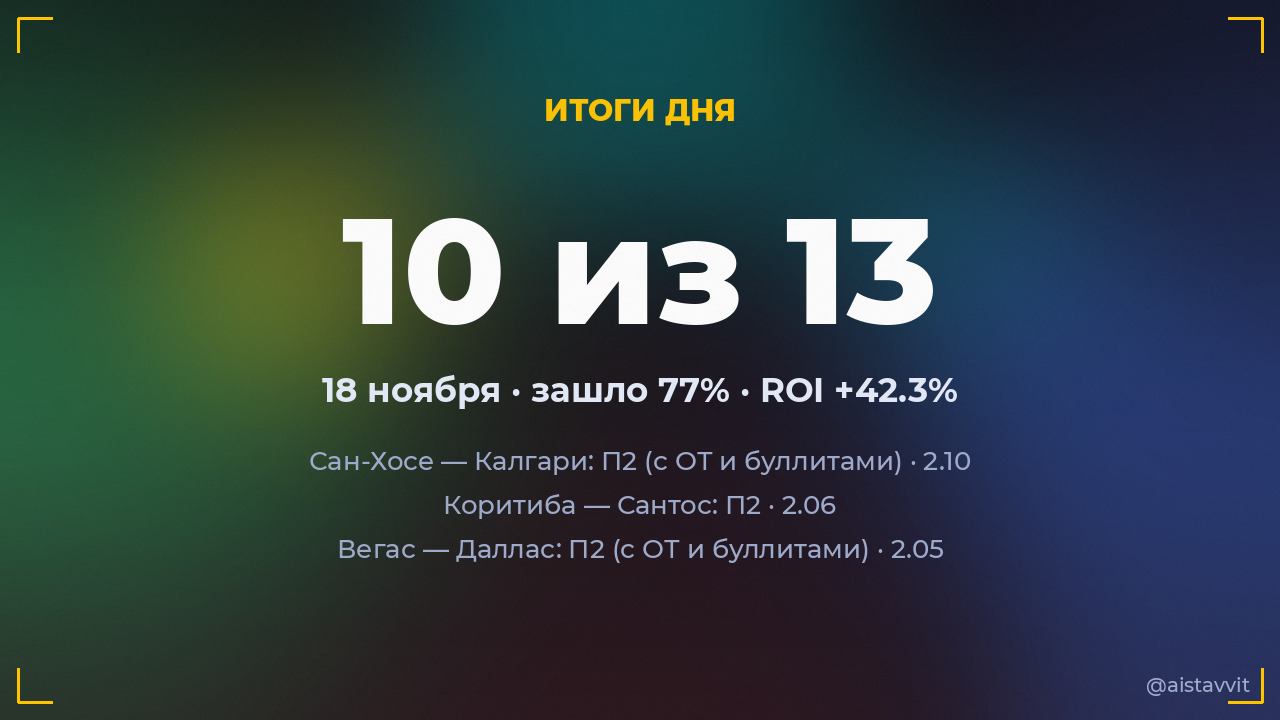 ИТОГИ ДНЯ
10 из 13
18 ноября · зашло 77% · ROI +42.3%
Сан-Хосе — Калгари: П2 (с ОТ и буллитами) · 2.10
Коритиба — Сантос: П2 · 2.06
Вегас — Даллас: П2 (с ОТ и буллитами) · 2.05
@aistavvit